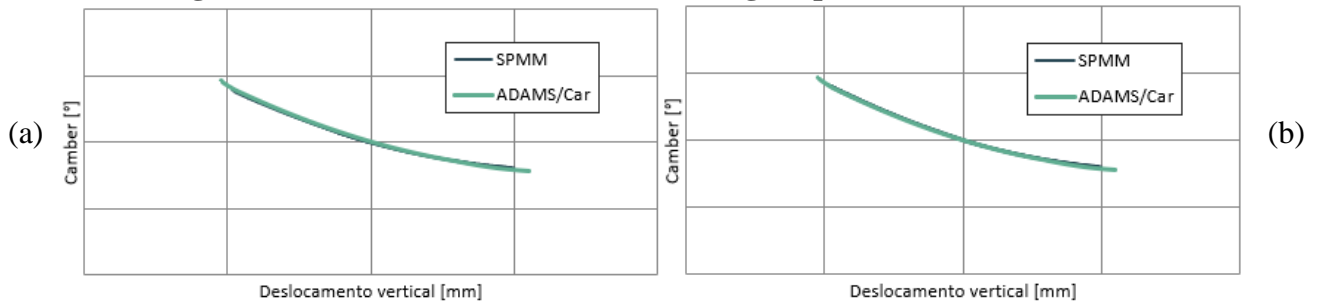 (a)
Camber [°]
SPMM
ADAMS/Car
Deslocamento vertical [mm]
Camber [°]
SPMM
ADAMS/Car
Deslocamento vertical [mm]
(b)